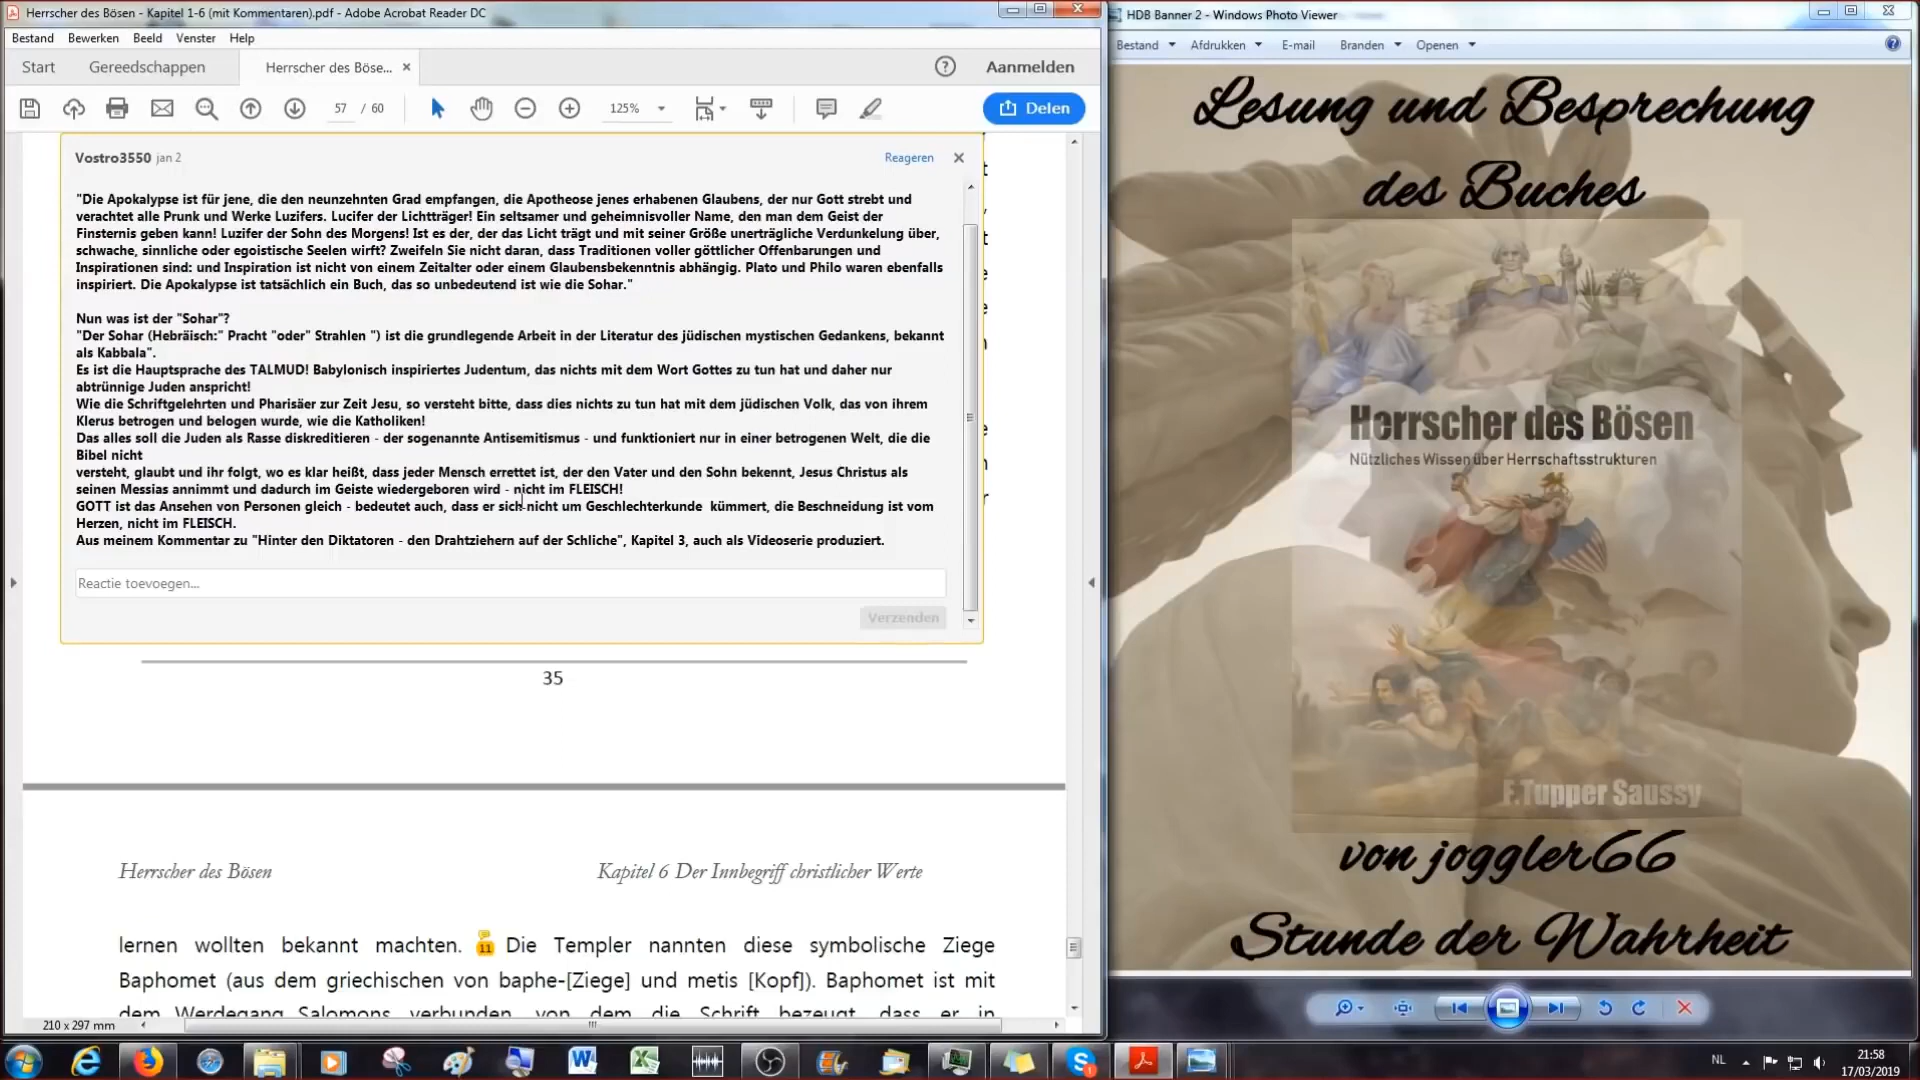 Herrscher des Bösen - Kapitel 1-6 (mit Kommentaren).pdf - Adobe Acrobat Reader DC
Bestand Bewerken Beeld Venster Help
Start Gereedschappen Herrscher des Böse... × Aanmelden
57 / 60 125% Delen
Vostro3550 jan 2 Reageren
"Die Apokalypse ist für jene, die den neunzehnten Grad empfangen, die Apotheose jenes erhabenen Glaubens, der nur Gott strebt und
verachtet alle Prunk und Werke Luzifers. Lucifer der Lichtträger! Ein seltsamer und geheimnisvoller Name, den man dem Geist der
Finsternis geben kann! Luzifer der Sohn des Morgens! Ist es der, der das Licht trägt und mit seiner Größe unerträgliche Verdunkelung über,
schwache, sinnliche oder egoistische Seelen wirft? Zweifeln Sie nicht daran, dass Traditionen voller göttlicher Offenbarungen und
Inspirationen sind: und Inspiration ist nicht von einem Zeitalter oder einem Glaubensbekenntnis abhängig. Plato und Philo waren ebenfalls
inspiriert. Die Apokalypse ist tatsächlich ein Buch, das so unbedeutend ist wie die Sohar."
Nun was ist der "Sohar"?
"Der Sohar (Hebräisch:" Pracht "oder" Strahlen ") ist die grundlegende Arbeit in der Literatur des jüdischen mystischen Gedankens, bekannt
als Kabbala".
Es ist die Hauptsprache des TALMUD! Babylonisch inspiriertes Judentum, das nichts mit dem Wort Gottes zu tun hat und daher nur
abtrünnige Juden anspricht!
Wie die Schriftgelehrten und Pharisäer zur Zeit Jesu, so versteht bitte, dass dies nichts zu tun hat mit dem jüdischen Volk, das von ihrem
Klerus betrogen und belogen wurde, wie die Katholiken!
Das alles soll die Juden als Rasse diskreditieren - der sogenannte Antisemitismus - und funktioniert nur in einer betrogenen Welt, die die
Bibel nicht
versteht, glaubt und ihr folgt, wo es klar heißt, dass jeder Mensch errettet ist, der den Vater und den Sohn bekennt, Jesus Christus als
seinen Messias annimmt und dadurch im Geiste wiedergeboren wird - nicht im FLEISCH!
GOTT ist das Ansehen von Personen gleich - bedeutet auch, dass er sich nicht um Geschlechterkunde kümmert, die Beschneidung ist vom
Herzen, nicht im FLEISCH.
Aus meinem Kommentar zu "Hinter den Diktatoren - den Drahtziehern auf der Schliche", Kapitel 3, auch als Videoserie produziert.
Reactie toevoegen...
Verzenden
35
Herrscher des Bösen Kapitel 6 Der Innbegriff christlicher Werte
lernen wollten bekannt machten. 11 Die Templer nannten diese symbolische Ziege
Baphomet (aus dem griechischen von baphe-[Ziege] und metis [Kopf]). Baphomet ist mit
dem Werdegang Salomons verbunden, von dem die Schrift bezeugt, dass er in
210 x 297 mm
HDB Banner 2 - Windows Photo Viewer
Bestand Afdrukken E-mail Branden Openen
Lesung und Besprechung
des Buches
Herrscher des Bösen
Nützliches Wissen über Herrschaftsstrukturen
F.Tupper Saussy
von joggler66
Stunde der Wahrheit
NL
21:58
17/03/2019